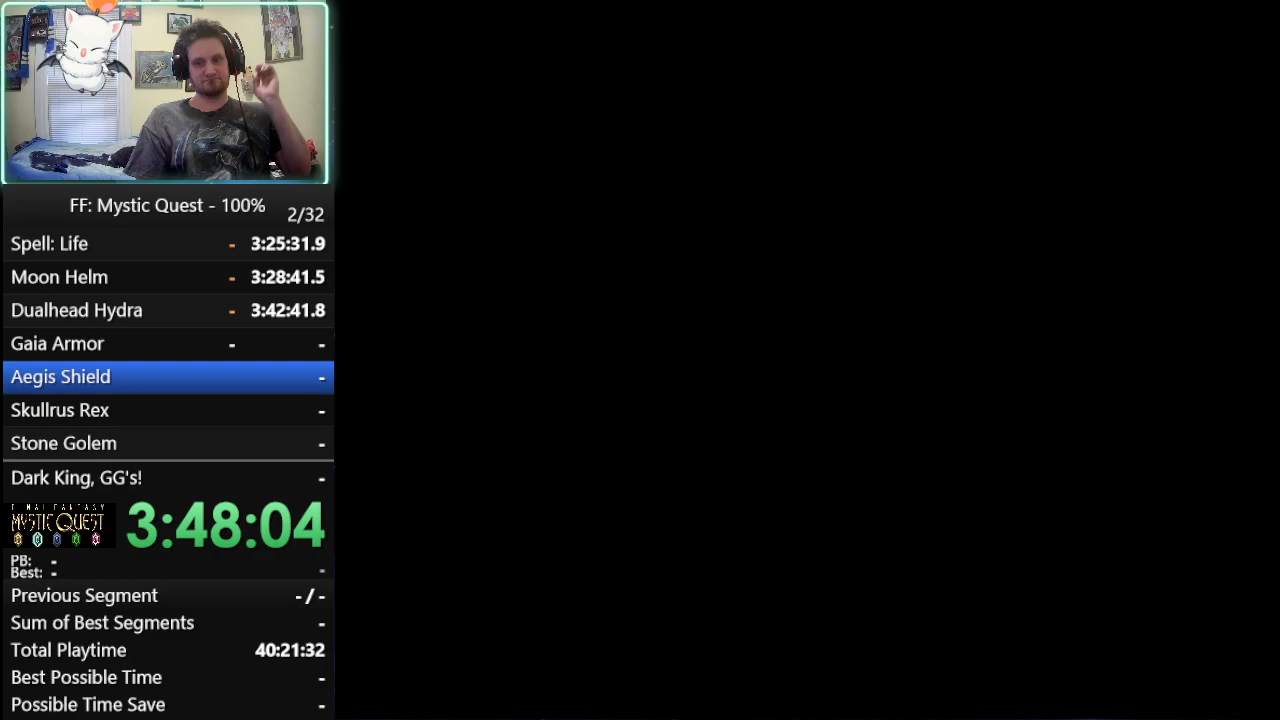 FF: Mystic Quest - 100%
2/32
Spell: Life - 3:25:31.9
Moon Helm - 3:28:41.5
Dualhead Hydra - 3:42:41.8
Gaia Armor - -
Aegis Shield -
Skullrus Rex -
Stone Golem -
Dark King, GG's! -
FINAL FANTASY
MYSTIC QUEST
3:48:04
PB: -
Best: - -
Previous Segment - / -
Sum of Best Segments -
Total Playtime 40:21:32
Best Possible Time -
Possible Time Save -